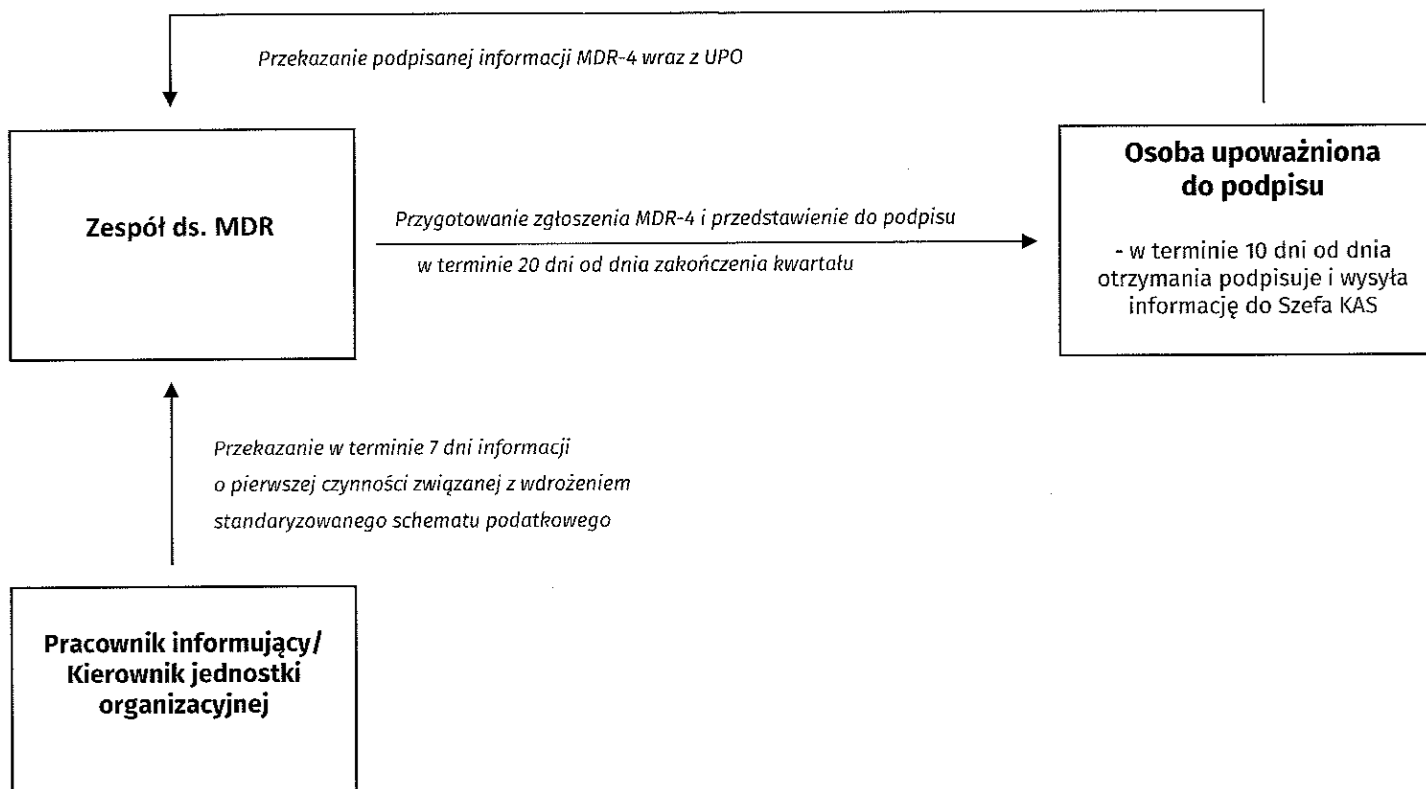 Przekazanie podpisanej informacji MDR-4 wraz z UPO
Zespół ds. MDR
Przygotowanie zgłoszenia MDR-4 i przedstawienie do podpisu
w terminie 20 dni od dnia zakończenia kwartału
Osoba upoważniona
do podpisu
- w terminie 10 dni od dnia
otrzymania podpisuje i wysyła
informację do Szefa KAS
Przekazanie w terminie 7 dni informacji
o pierwszej czynności związanej z wdrożeniem
standaryzowanego schematu podatkowego
Pracownik informujący/
Kierownik jednostki
organizacyjnej